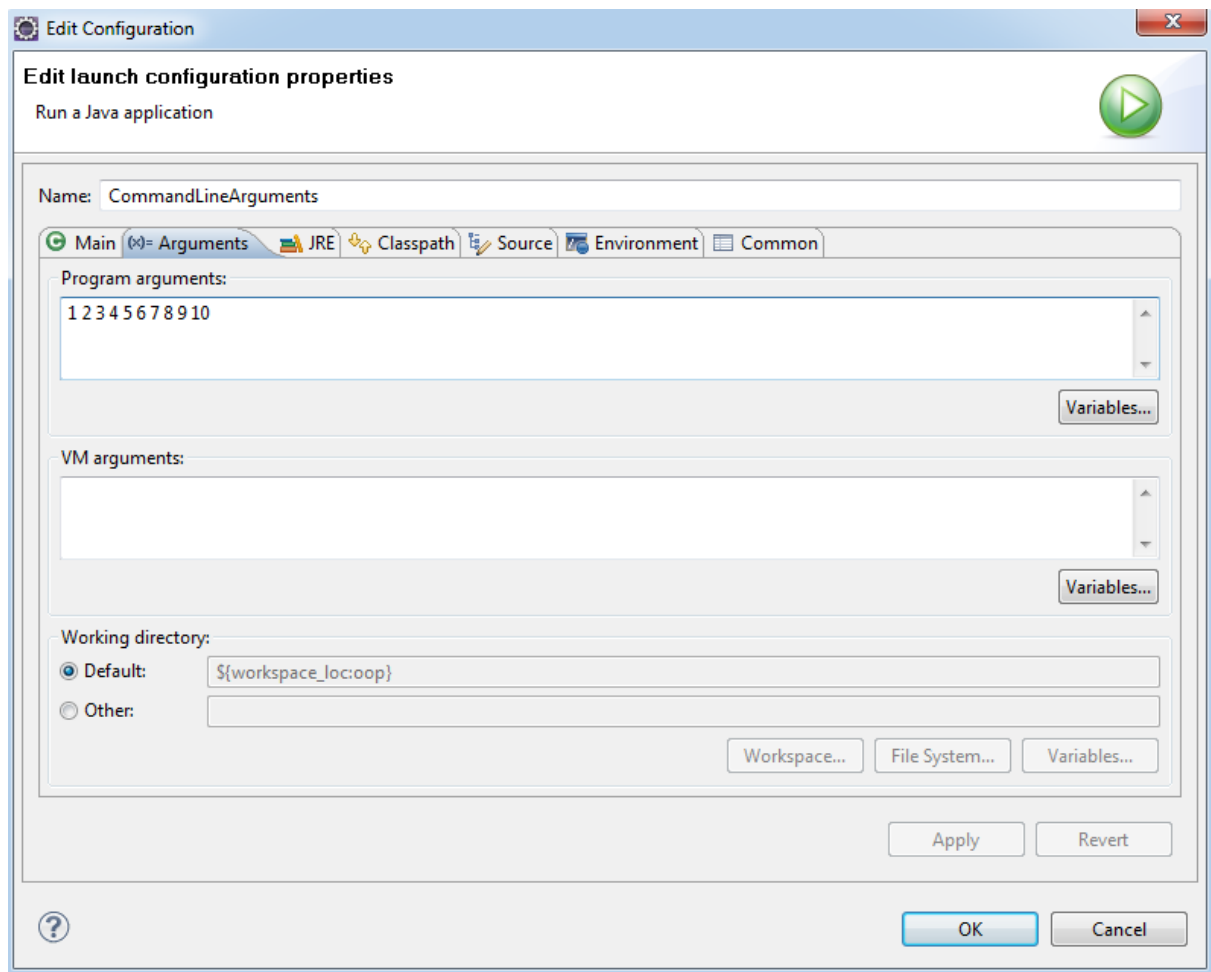 Edit Configuration
Edit launch configuration properties
Run a Java application
Name: CommandLineArguments
Main (x)= Arguments JRE Classpath Source Environment Common
Program arguments:
1 2 3 4 5 6 7 8 9 10
Variables...
VM arguments:
Variables...
Working directory:
Default: ${workspace_loc:oop}
Other:
Workspace... File System... Variables...
Apply Revert
OK Cancel